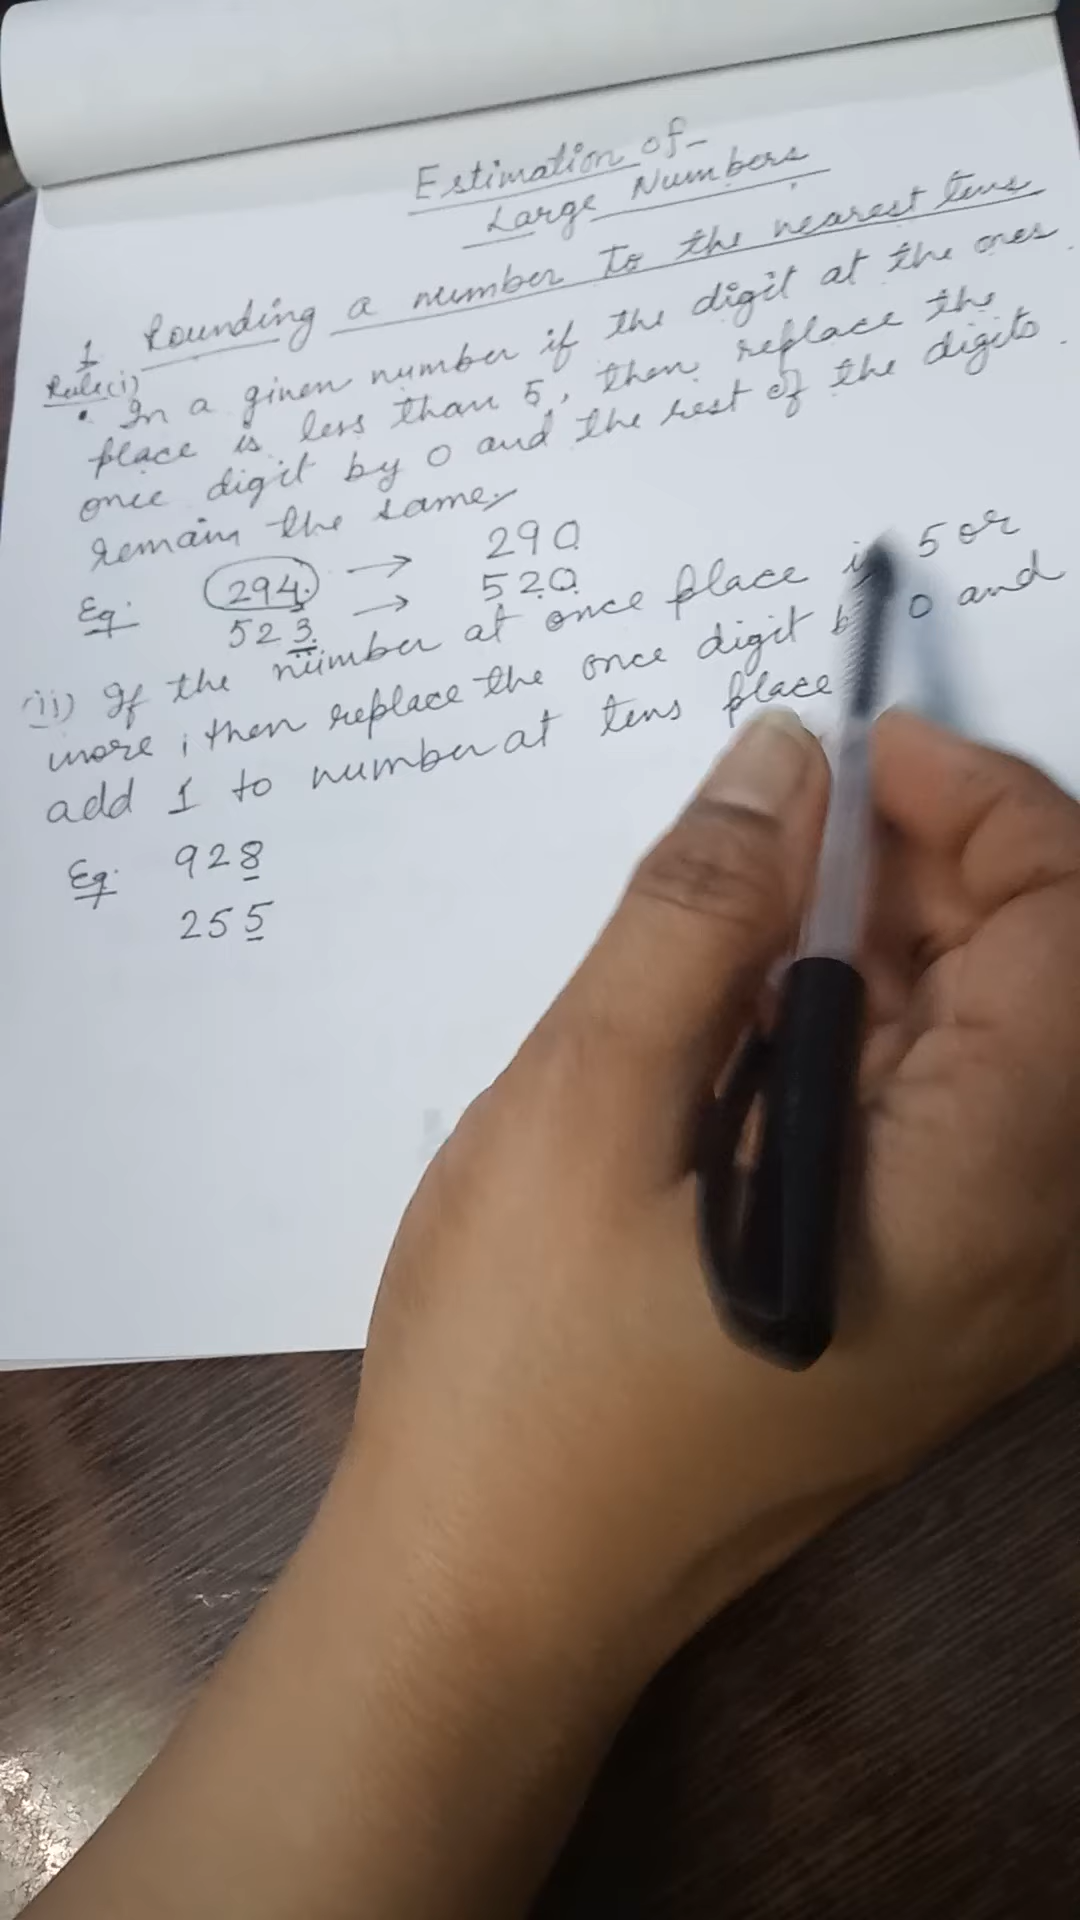 Estimation of
Large Numbers
1 Rounding a number to the nearest tens
Rule(i)
• In a given number if the digit at the ones
place is less than 5, then replace the
once digit by 0 and the rest of the digits
remain the same.
Eg: 294 → 290
523 → 520
(ii) If the number at once place is 5 or
more, then replace the once digit by 0 and
add 1 to number at tens place
Eg. 928
255